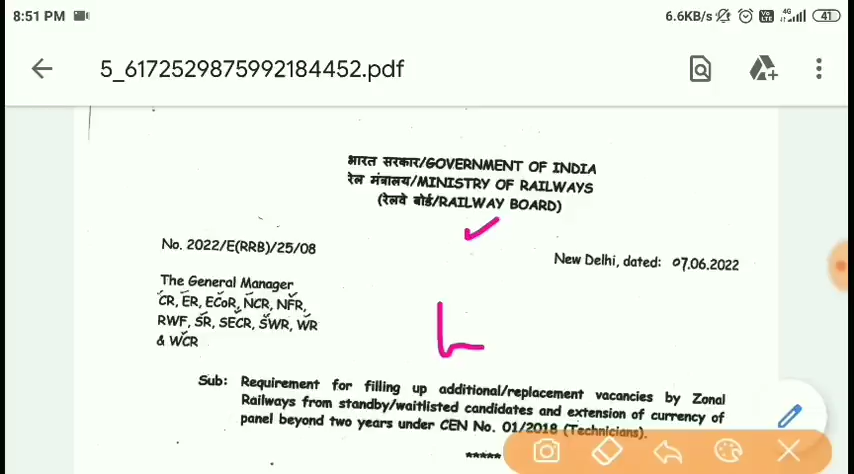 8:51 PM
6.6KB/s 4G 41
Vo LTE
5_6172529875992184452.pdf
भारत सरकार/GOVERNMENT OF INDIA
रेल मंत्रालय/MINISTRY OF RAILWAYS
(रेलवे बोर्ड/RAILWAY BOARD)
No. 2022/E(RRB)/25/08
New Delhi, dated: 07.06.2022
The General Manager
CR, ER, ECoR, NCR, NFR,
RWF, SR, SECR, SWR, WR
& WCR
Sub: Requirement for filling up additional/replacement vacancies by Zonal
Railways from standby/waitlisted candidates and extension of currency of
panel beyond two years under CEN No. 01/2018 (Technicians).
*****